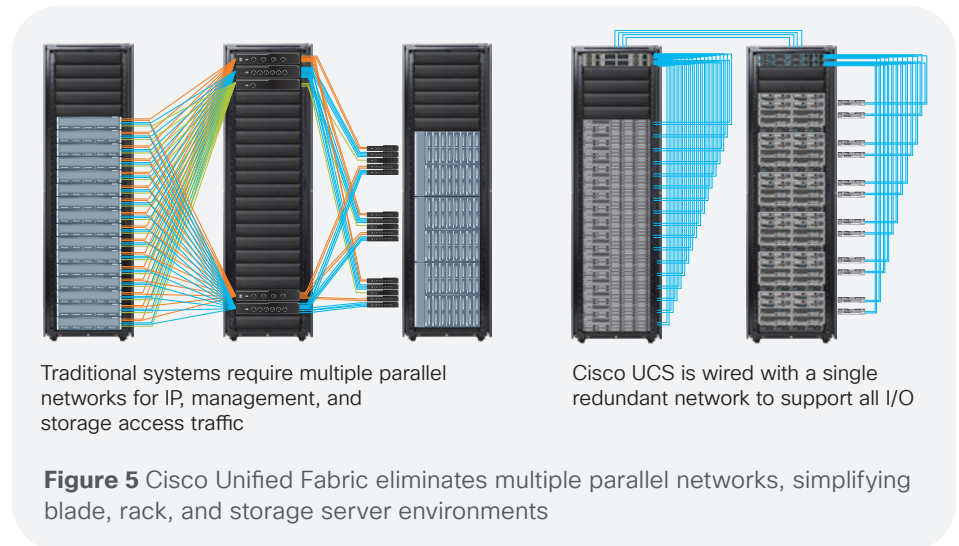 Traditional systems require multiple parallel
networks for IP, management, and
storage access traffic
Cisco UCS is wired with a single
redundant network to support all I/O
Figure 5 Cisco Unified Fabric eliminates multiple parallel networks, simplifying
blade, rack, and storage server environments